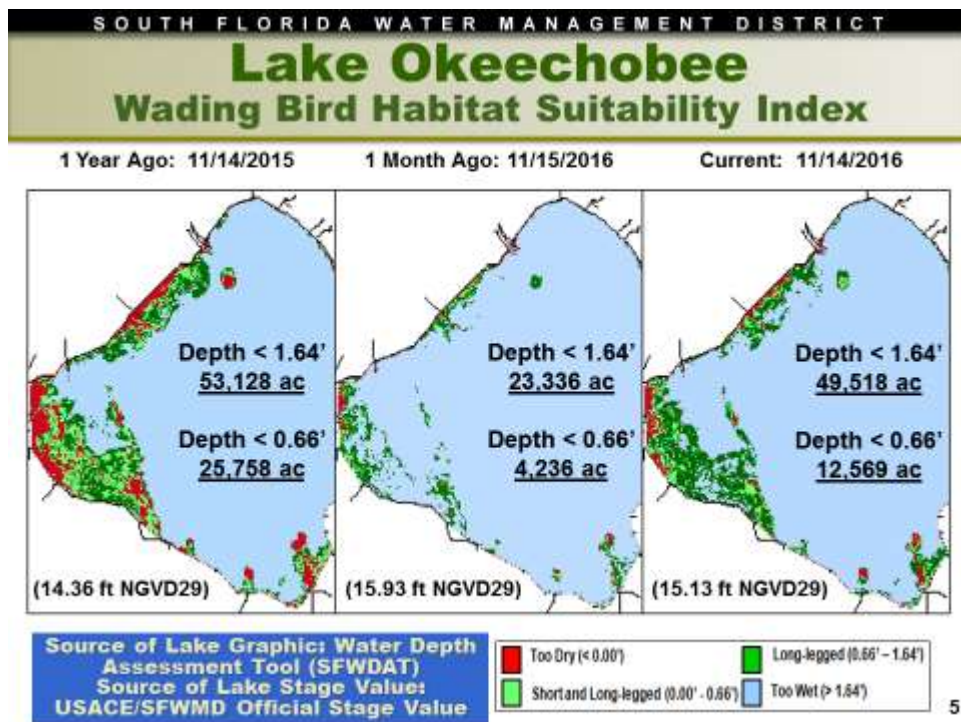 SOUTH FLORIDA WATER MANAGEMENT DISTRICT
Lake Okeechobee
Wading Bird Habitat Suitability Index
1 Year Ago: 11/14/2015
1 Month Ago: 11/15/2016
Current: 11/14/2016
Depth < 1.64'
53,128 ac
Depth < 0.66'
25,758 ac
(14.36 ft NGVD29)
Depth < 1.64'
23,336 ac
Depth < 0.66'
4,236 ac
(15.93 ft NGVD29)
Depth < 1.64'
49,518 ac
Depth < 0.66'
12,569 ac
(15.13 ft NGVD29)
Source of Lake Graphic: Water Depth
Assessment Tool (SFWDAT)
Source of Lake Stage Value:
USACE/SFWMD Official Stage Value
Too Dry (< 0.00')
Long-legged (0.66' – 1.64')
Short and Long-legged (0.00' - 0.66')
Too Wet (> 1.64')
5